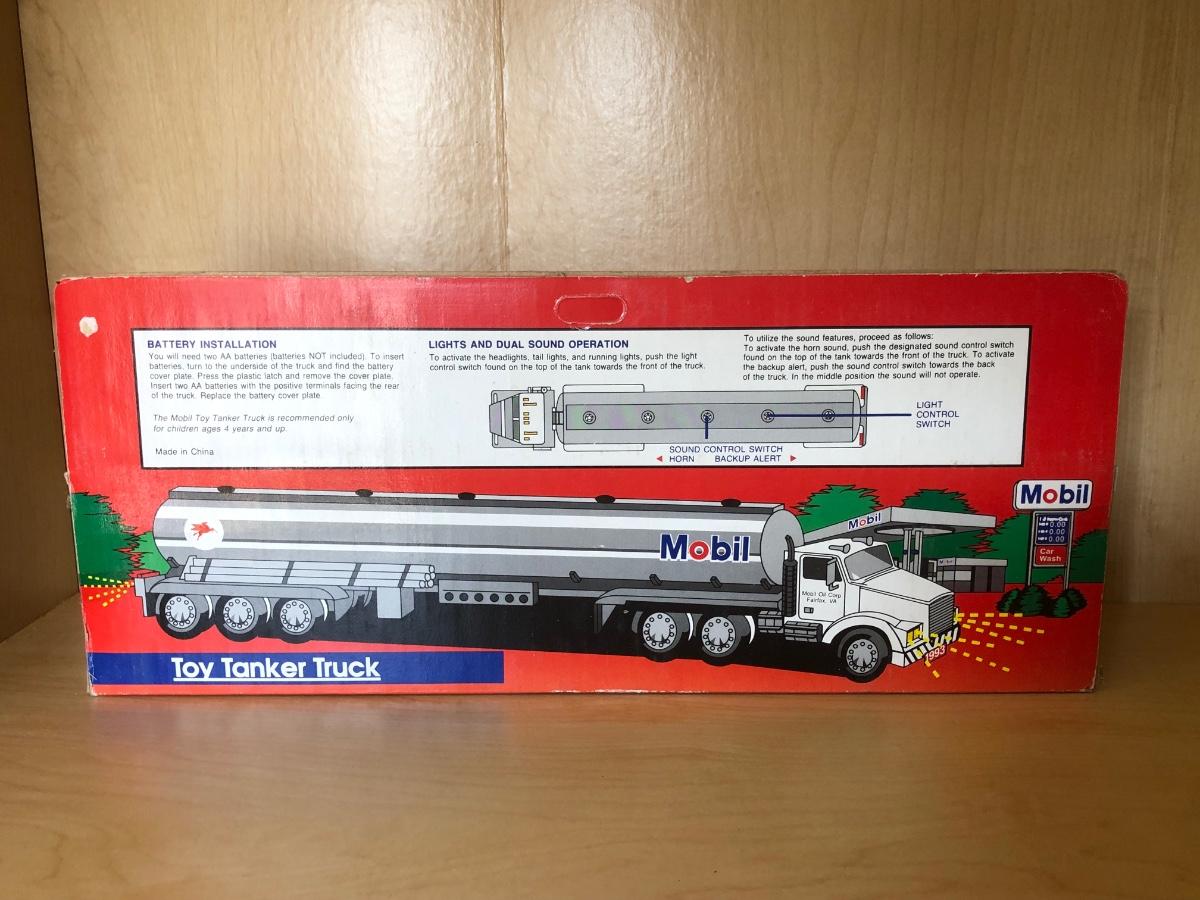 BATTERY INSTALLATION
You will need two AA batteries (batteries NOT included). To insert
batteries, turn to the underside of the truck and find the battery
cover plate. Press the plastic latch and remove the cover plate.
Insert two AA batteries with the positive terminals facing the rear
of the truck. Replace the battery cover plate.
The Mobil Toy Tanker Truck is recommended only
for children ages 4 years and up.
Made in China
LIGHTS AND DUAL SOUND OPERATION
To activate the headlights, tail lights, and running lights, push the light
control switch found on the top of the tank towards the front of the truck.
To utilize the sound features, proceed as follows:
To activate the horn sound, push the designated sound control switch
found on the top of the tank towards the front of the truck. To activate
the backup alert, push the sound control switch towards the back
of the truck. In the middle position the sound will not operate.
LIGHT
CONTROL
SWITCH
SOUND CONTROL SWITCH
HORN BACKUP ALERT
Mobil
Mobil
Mobil
0.00
0.00
0.00
Car
Wash
Mobil Oil Corp
Fairfax, VA
1993
Toy Tanker Truck